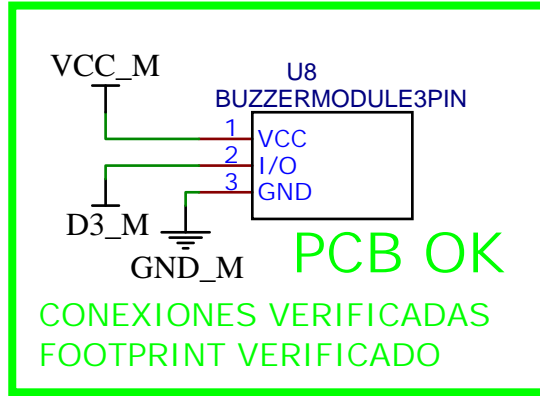 VCC_M
U8
BUZZERMODULE3PIN
1 VCC
2 I/O
3 GND
D3_M
GND_M
PCB OK
CONEXIONES VERIFICADAS
FOOTPRINT VERIFICADO